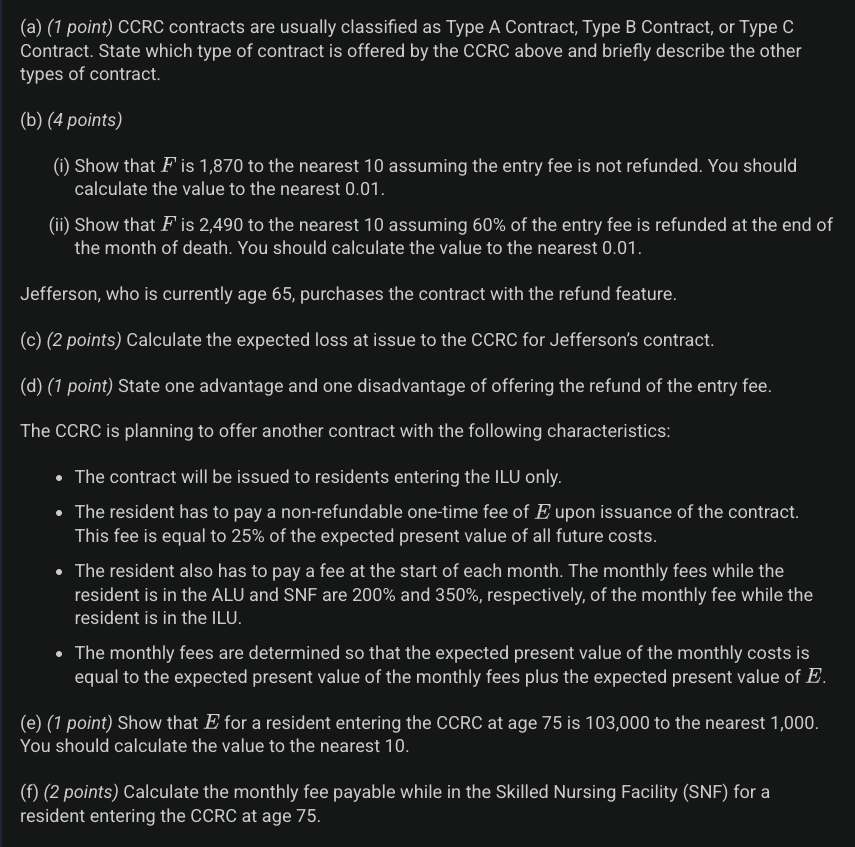 (a) (1 point) CCRC contracts are usually classified as Type A Contract, Type B Contract, or Type C
Contract. State which type of contract is offered by the CCRC above and briefly describe the other
types of contract.
(b) (4 points)
(i) Show that F is 1,870 to the nearest 10 assuming the entry fee is not refunded. You should
calculate the value to the nearest 0.01.
(ii) Show that F is 2,490 to the nearest 10 assuming 60% of the entry fee is refunded at the end of
the month of death. You should calculate the value to the nearest 0.01.
Jefferson, who is currently age 65, purchases the contract with the refund feature.
(c) (2 points) Calculate the expected loss at issue to the CCRC for Jefferson’s contract.
(d) (1 point) State one advantage and one disadvantage of offering the refund of the entry fee.
The CCRC is planning to offer another contract with the following characteristics:
• The contract will be issued to residents entering the ILU only.
• The resident has to pay a non-refundable one-time fee of E upon issuance of the contract.
This fee is equal to 25% of the expected present value of all future costs.
• The resident also has to pay a fee at the start of each month. The monthly fees while the
resident is in the ALU and SNF are 200% and 350%, respectively, of the monthly fee while the
resident is in the ILU.
• The monthly fees are determined so that the expected present value of the monthly costs is
equal to the expected present value of the monthly fees plus the expected present value of E.
(e) (1 point) Show that E for a resident entering the CCRC at age 75 is 103,000 to the nearest 1,000.
You should calculate the value to the nearest 10.
(f) (2 points) Calculate the monthly fee payable while in the Skilled Nursing Facility (SNF) for a
resident entering the CCRC at age 75.